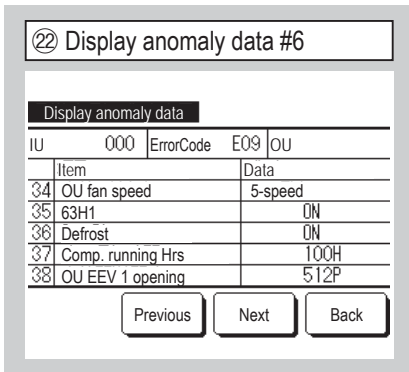 ㉒ Display anomaly data #6
Display anomaly data
IU 000 ErrorCode E09 OU
Item Data
34 OU fan speed 5-speed
35 63H1 ON
36 Defrost ON
37 Comp. running Hrs 100H
38 OU EEV 1 opening 512P
Previous Next Back